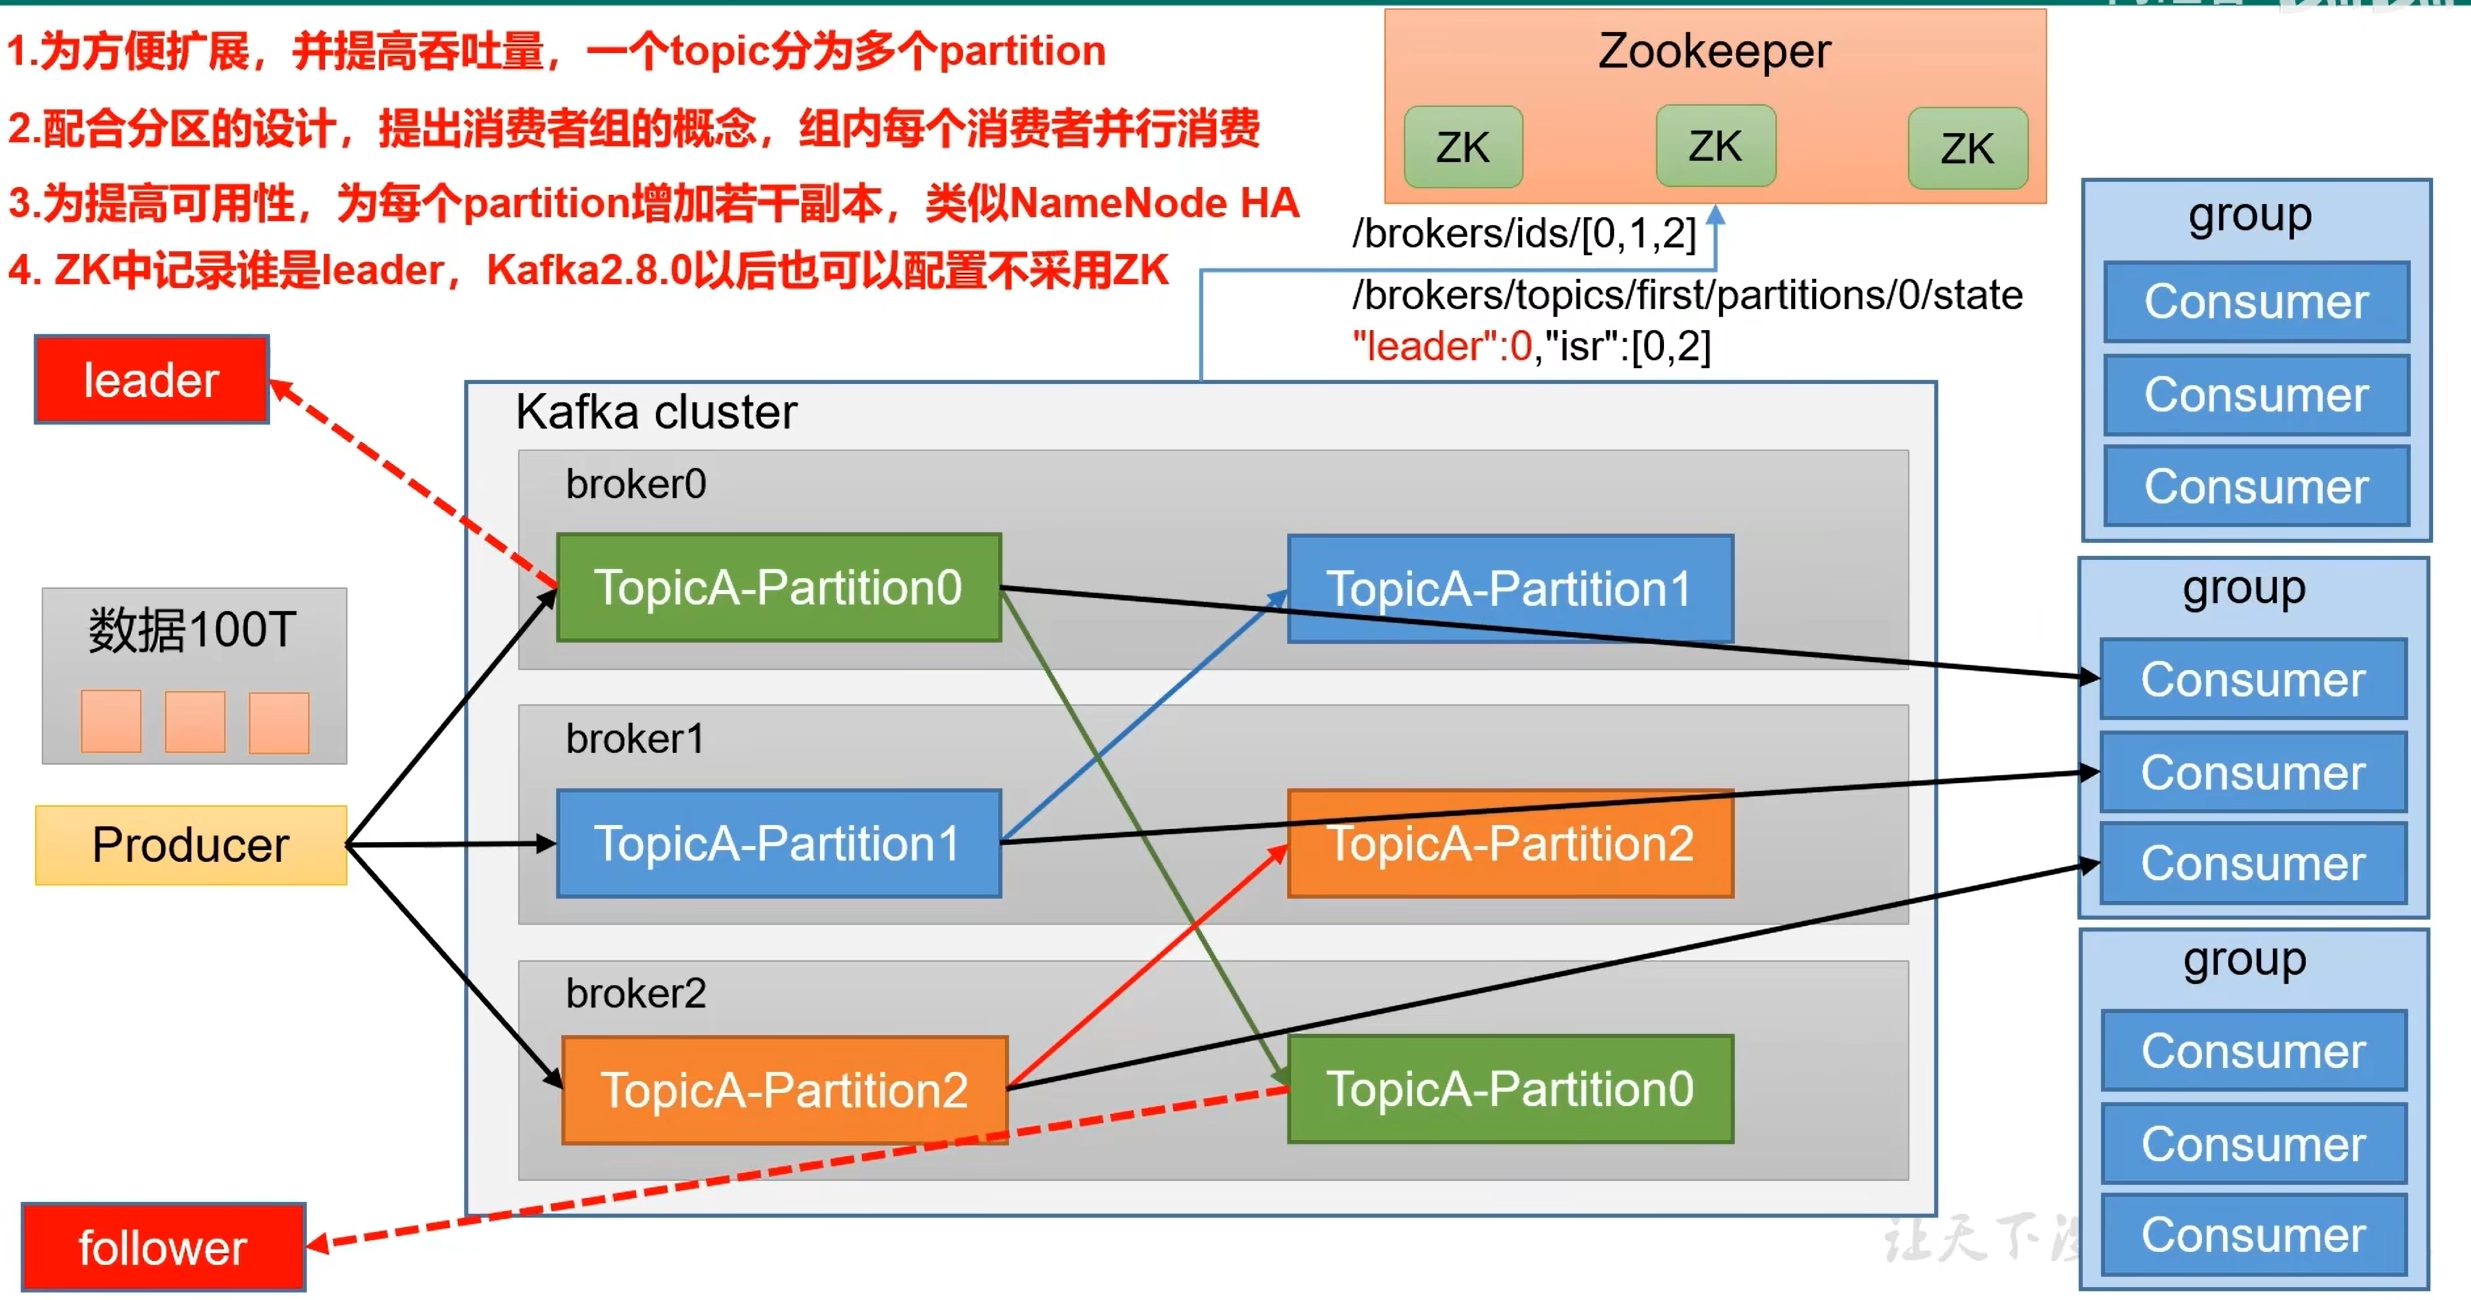 1.为方便扩展，并提高吞吐量，一个topic分为多个partition
2.配合分区的设计，提出消费者组的概念，组内每个消费者并行消费
3.为提高可用性，为每个partition增加若干副本，类似NameNode HA
4. ZK中记录谁是leader，Kafka2.8.0以后也可以配置不采用ZK
Zookeeper
ZK
ZK
ZK
/brokers/ids/[0,1,2]
/brokers/topics/first/partitions/0/state
"leader":0,"isr":[0,2]
leader
数据100T
Producer
follower
Kafka cluster
broker0
TopicA-Partition0
TopicA-Partition1
broker1
TopicA-Partition1
TopicA-Partition2
broker2
TopicA-Partition2
TopicA-Partition0
group
Consumer
Consumer
Consumer
group
Consumer
Consumer
Consumer
group
Consumer
Consumer
Consumer
让天下